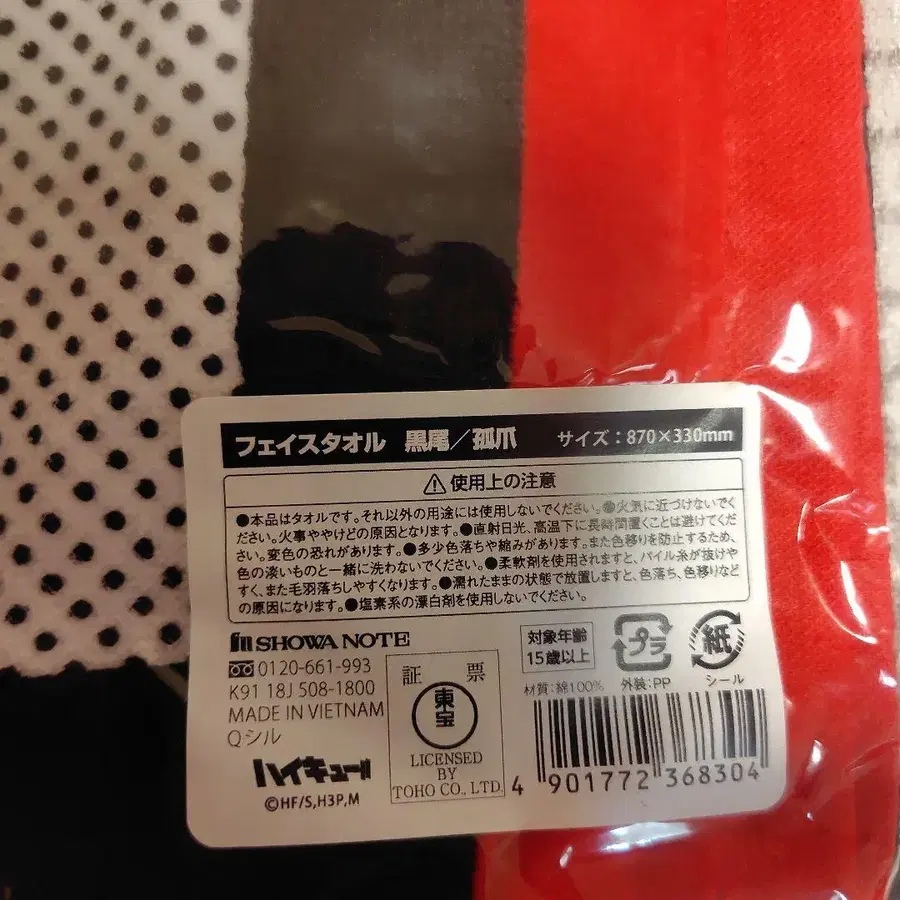 フェイスタオル 黒尾／孤爪 サイズ：870×330mm
⚠使用上の注意
●本品はタオルです。それ以外の用途には使用しないでください。●火気に近づけないでく
ださい。火事ややけどの原因となります。●直射日光、高温下に長時間置くことは避けてくだ
さい。変色の恐れがあります。●多少色落ちや縮みがあります。また色移りを防止するため、
色の淡いものと一緒に洗わないでください。●柔軟剤を使用されますと、パイル糸が抜けや
すく、また毛羽落ちしやすくなります。●濡れたままの状態で放置しますと、色落ち、色移りなど
の原因になります。●塩素系の漂白剤を使用しないでください。
SHOWA NOTE
0120-661-993
K91 18J 508-1800
MADE IN VIETNAM
Qシル
ハイキュー!!
©HF/S,H3P,M
証 票
東宝
LICENSED
BY
TOHO CO., LTD.
対象年齢
15歳以上
プラ
紙
材質：綿100% 外装：PP シール
4 901772 368304